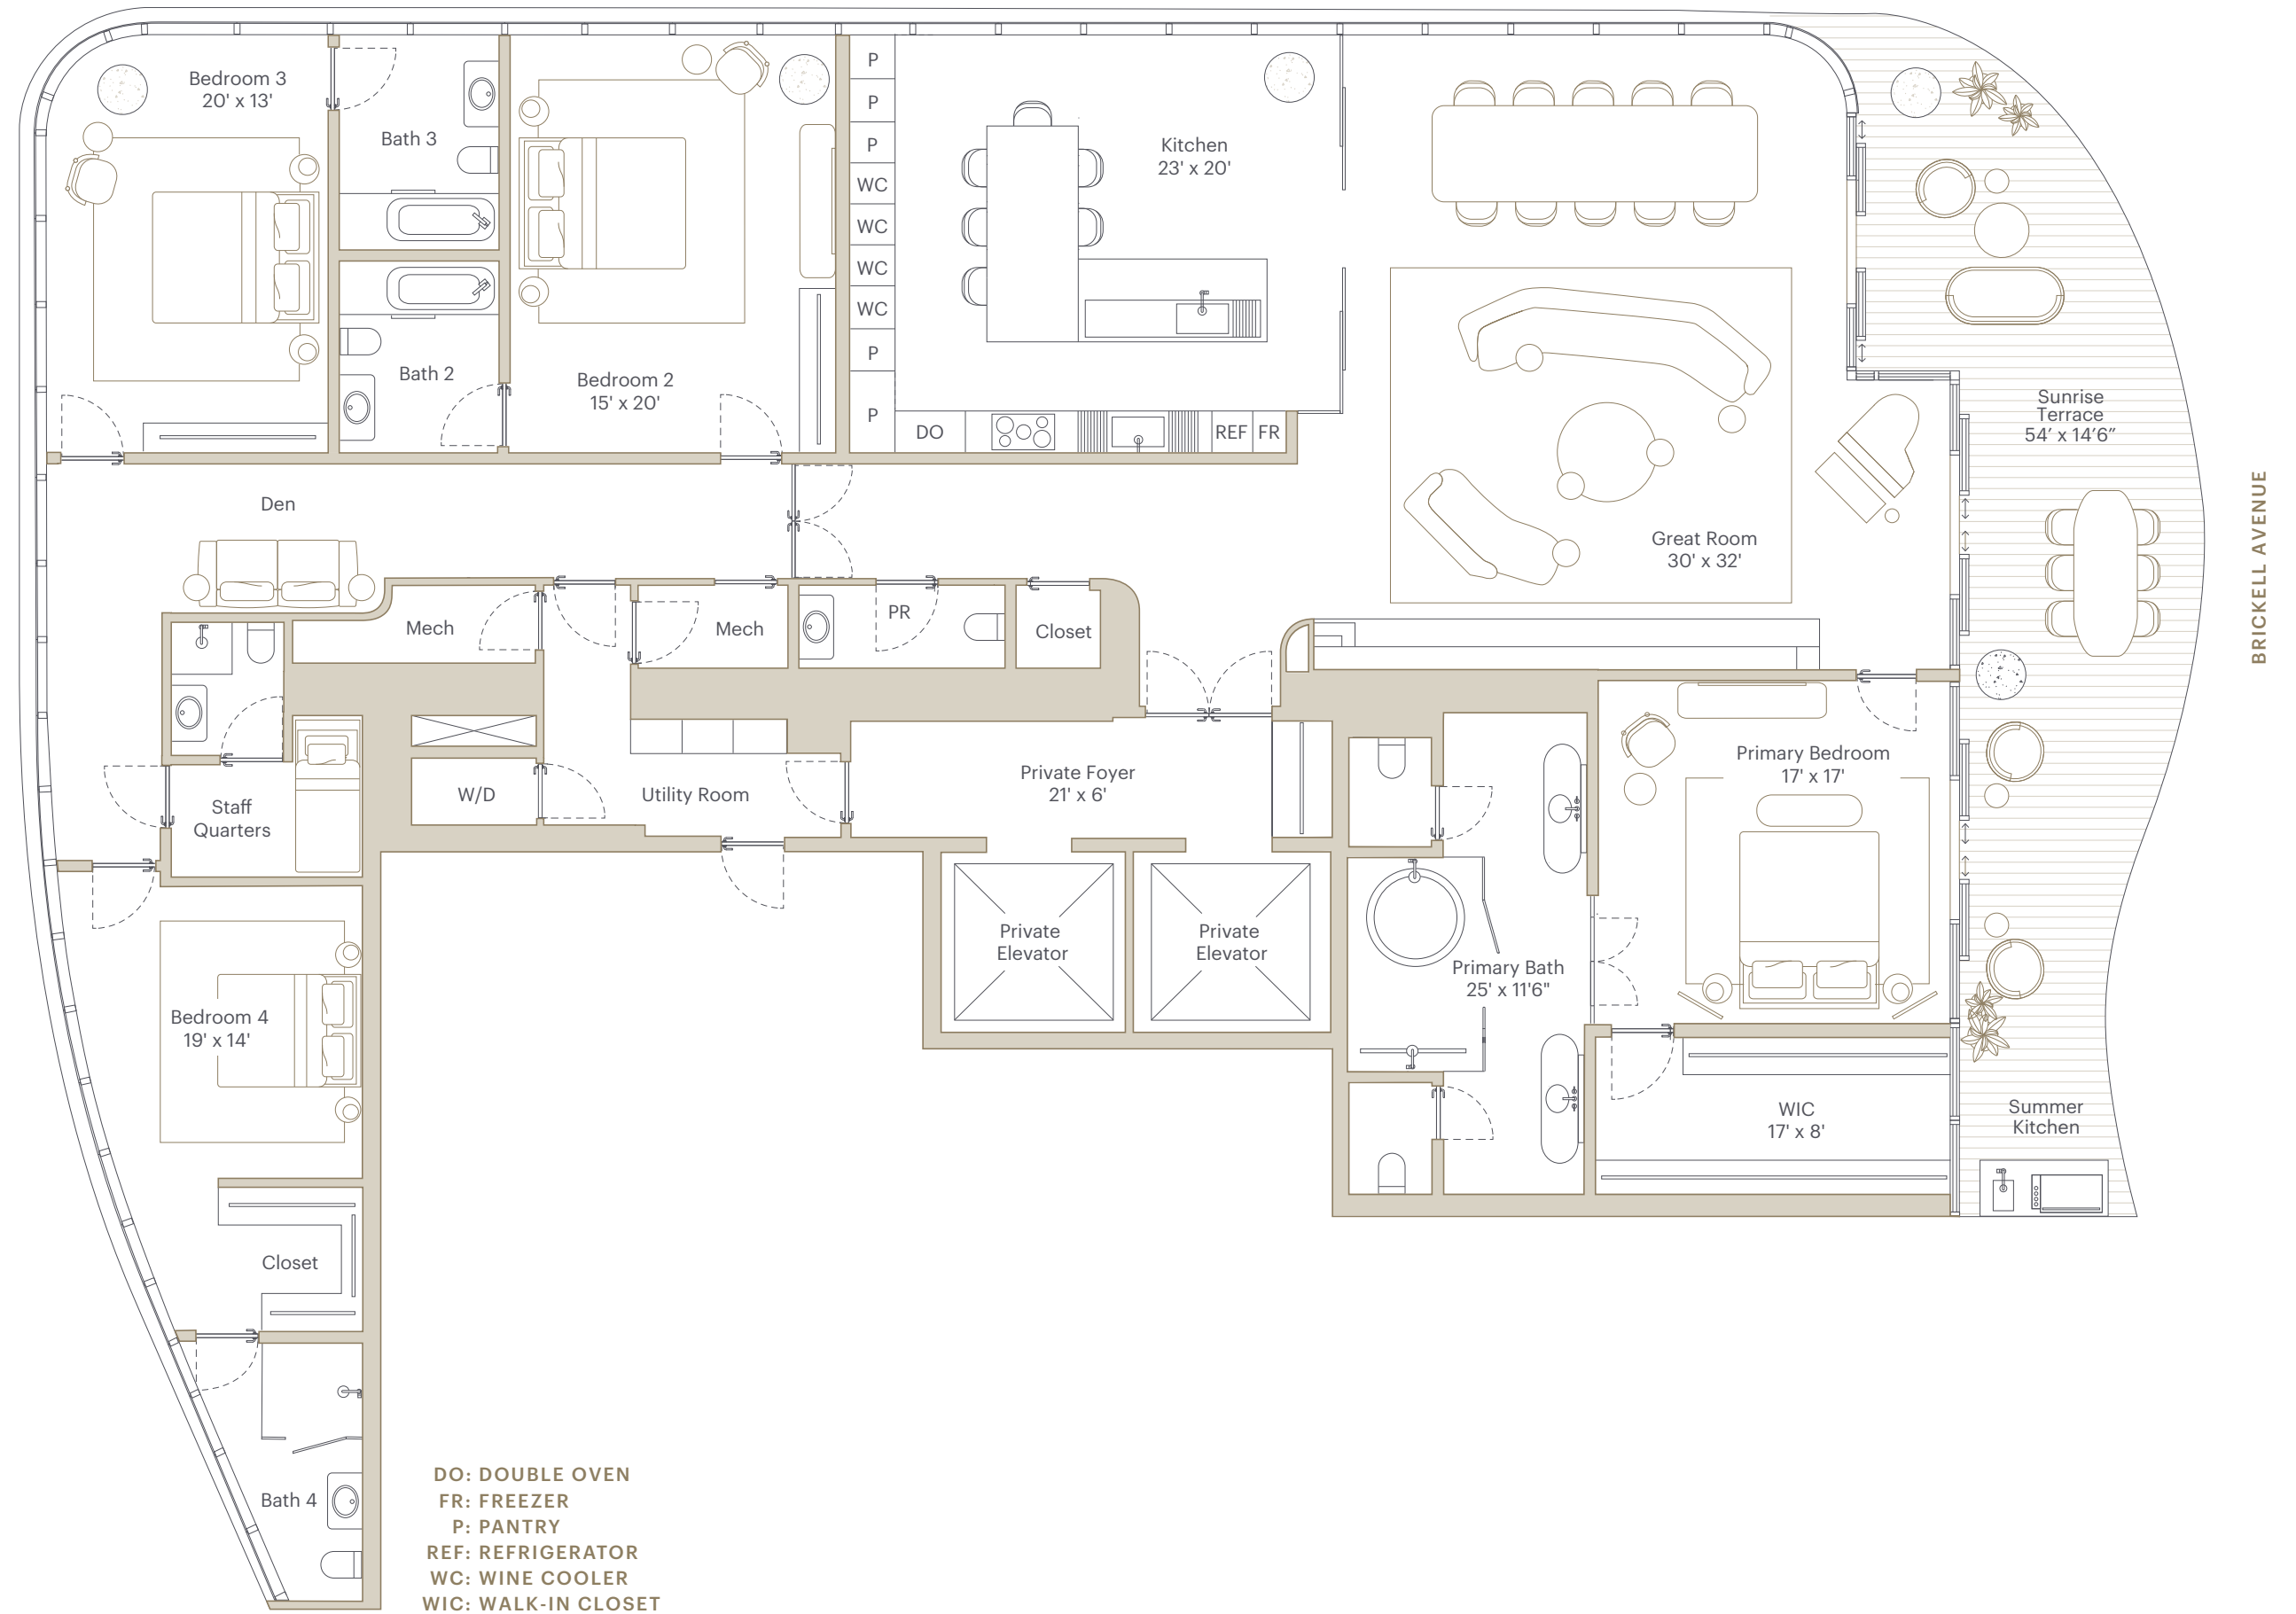 Bedroom 3
20' x 13'
Bath 3
Bath 2
Bedroom 2
15' x 20'
P
P
P
WC
WC
WC
WC
P
P
DO
REF
FR
Kitchen
23' x 20'
Great Room
30' x 32'
Sunrise
Terrace
54’ x 14’6”
BRICKELL AVENUE
Den
Mech
Mech
PR
Closet
Staff
Quarters
W/D
Utility Room
Private Foyer
21' x 6'
Private
Elevator
Private
Elevator
Primary Bath
25' x 11'6"
Primary Bedroom
17' x 17'
WIC
17' x 8'
Summer
Kitchen
Bedroom 4
19' x 14'
Closet
Bath 4
DO: DOUBLE OVEN
FR: FREEZER
P: PANTRY
REF: REFRIGERATOR
WC: WINE COOLER
WIC: WALK-IN CLOSET